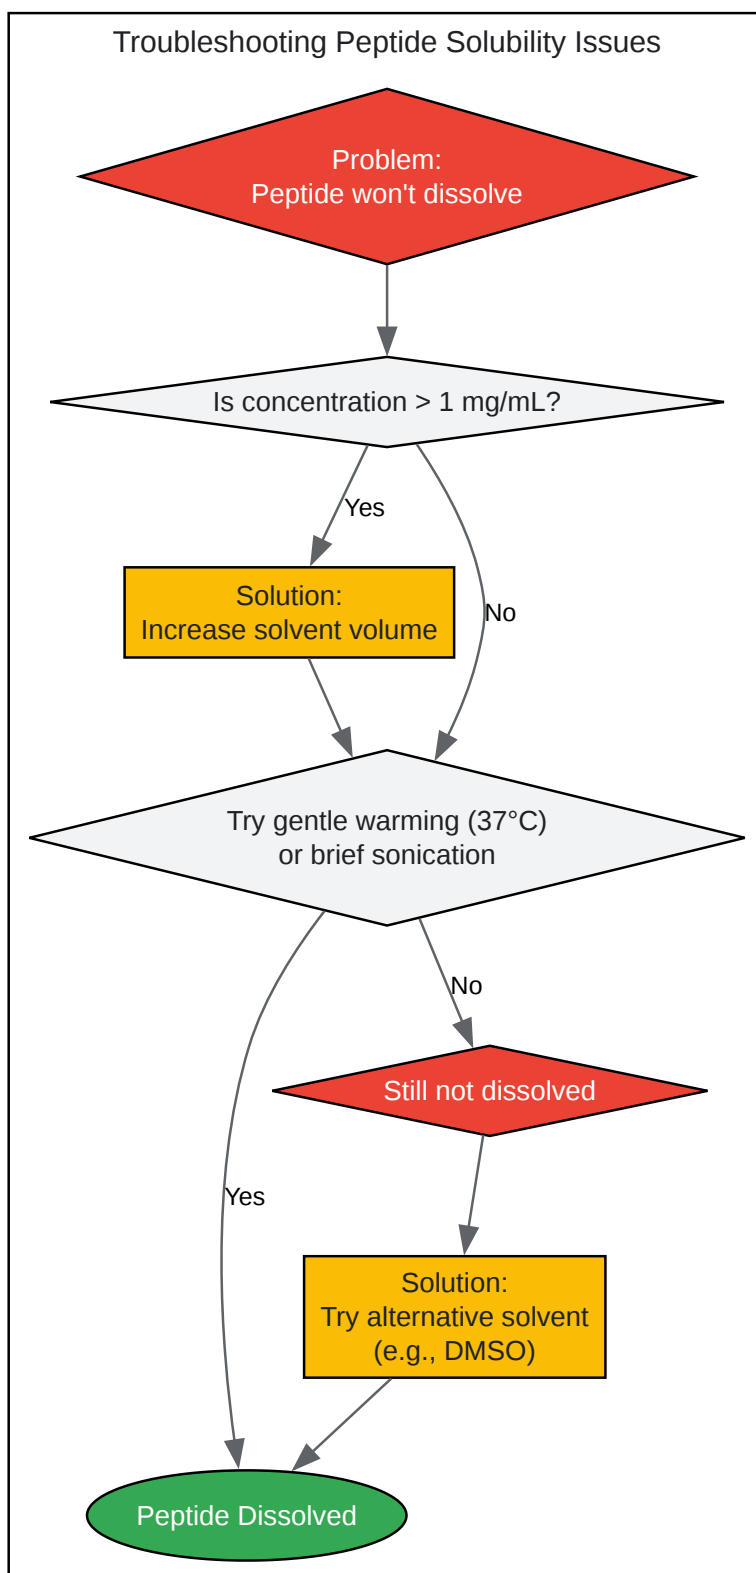 Troubleshooting Peptide Solubility Issues
Problem:
Peptide won't dissolve
Is concentration > 1 mg/mL?
Yes
Solution:
Increase solvent volume
No
Try gentle warming (37°C)
or brief sonication
No
Still not dissolved
Yes
Solution:
Try alternative solvent
(e.g., DMSO)
Peptide Dissolved